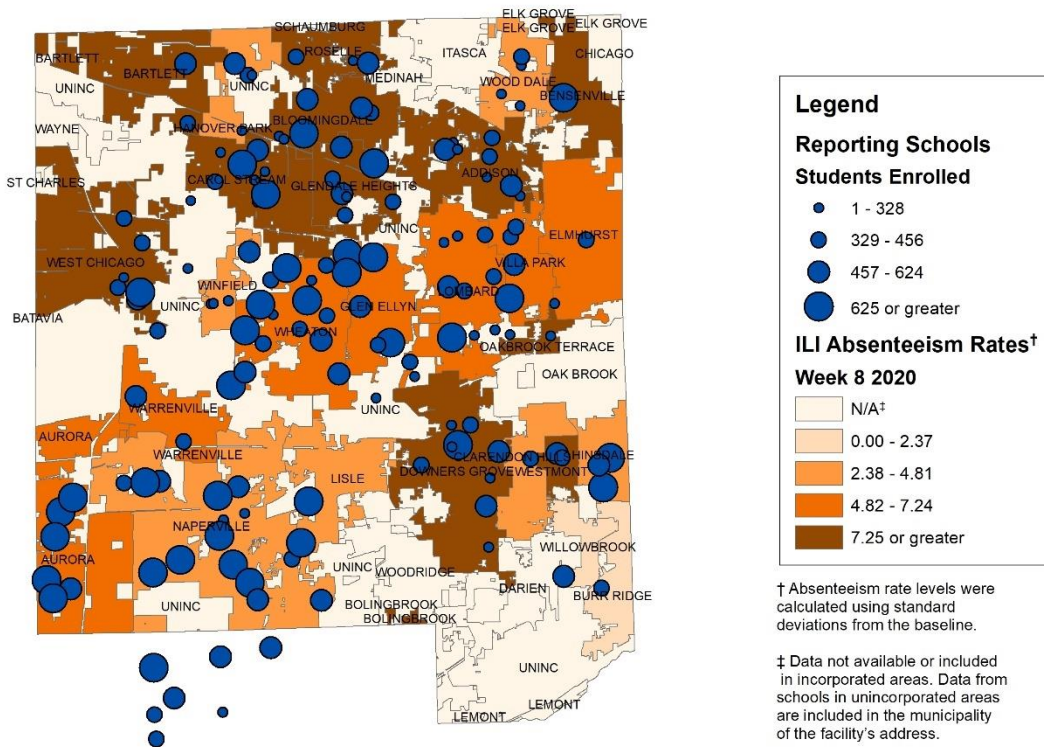 ELK GROVE
ELK GROVE
ELK GROVE
SCHAUMBURG
ROSELLE
ITASCA
CHICAGO
BARTLETT
BARTLETT
MEDINAH
UNINC
UNINC
WOOD DALE
BENSENVILLE
WAYNE
HANOVER PARK
BLOOMINGDALE
ST CHARLES
CAROL STREAM
GLENDALE HEIGHTS
ADDISON
UNINC
ELMHURST
WEST CHICAGO
VILLA PARK
WINFIELD
LOMBARD
BATAVIA
UNINC
GLEN ELLYN
WHEATON
OAKBROOK TERRACE
OAK BROOK
WARRENVILLE
UNINC
AURORA
WARRENVILLE
CLARENDON HILLS
HINSDALE
DOWNERS GROVE
WESTMONT
LISLE
NAPERVILLE
WILLOWBROOK
AURORA
UNINC
WOODRIDGE
DARIEN
BURR RIDGE
UNINC
BOLINGBROOK
BOLINGBROOK
UNINC
LEMONT
LEMONT
Legend
Reporting Schools
Students Enrolled
1 - 328
329 - 456
457 - 624
625 or greater
ILI Absenteeism Rates†
Week 8 2020
N/A‡
0.00 - 2.37
2.38 - 4.81
4.82 - 7.24
7.25 or greater
† Absenteeism rate levels were
calculated using standard
deviations from the baseline.
‡ Data not available or included
in incorporated areas. Data from
schools in unincorporated areas
are included in the municipality
of the facility's address.